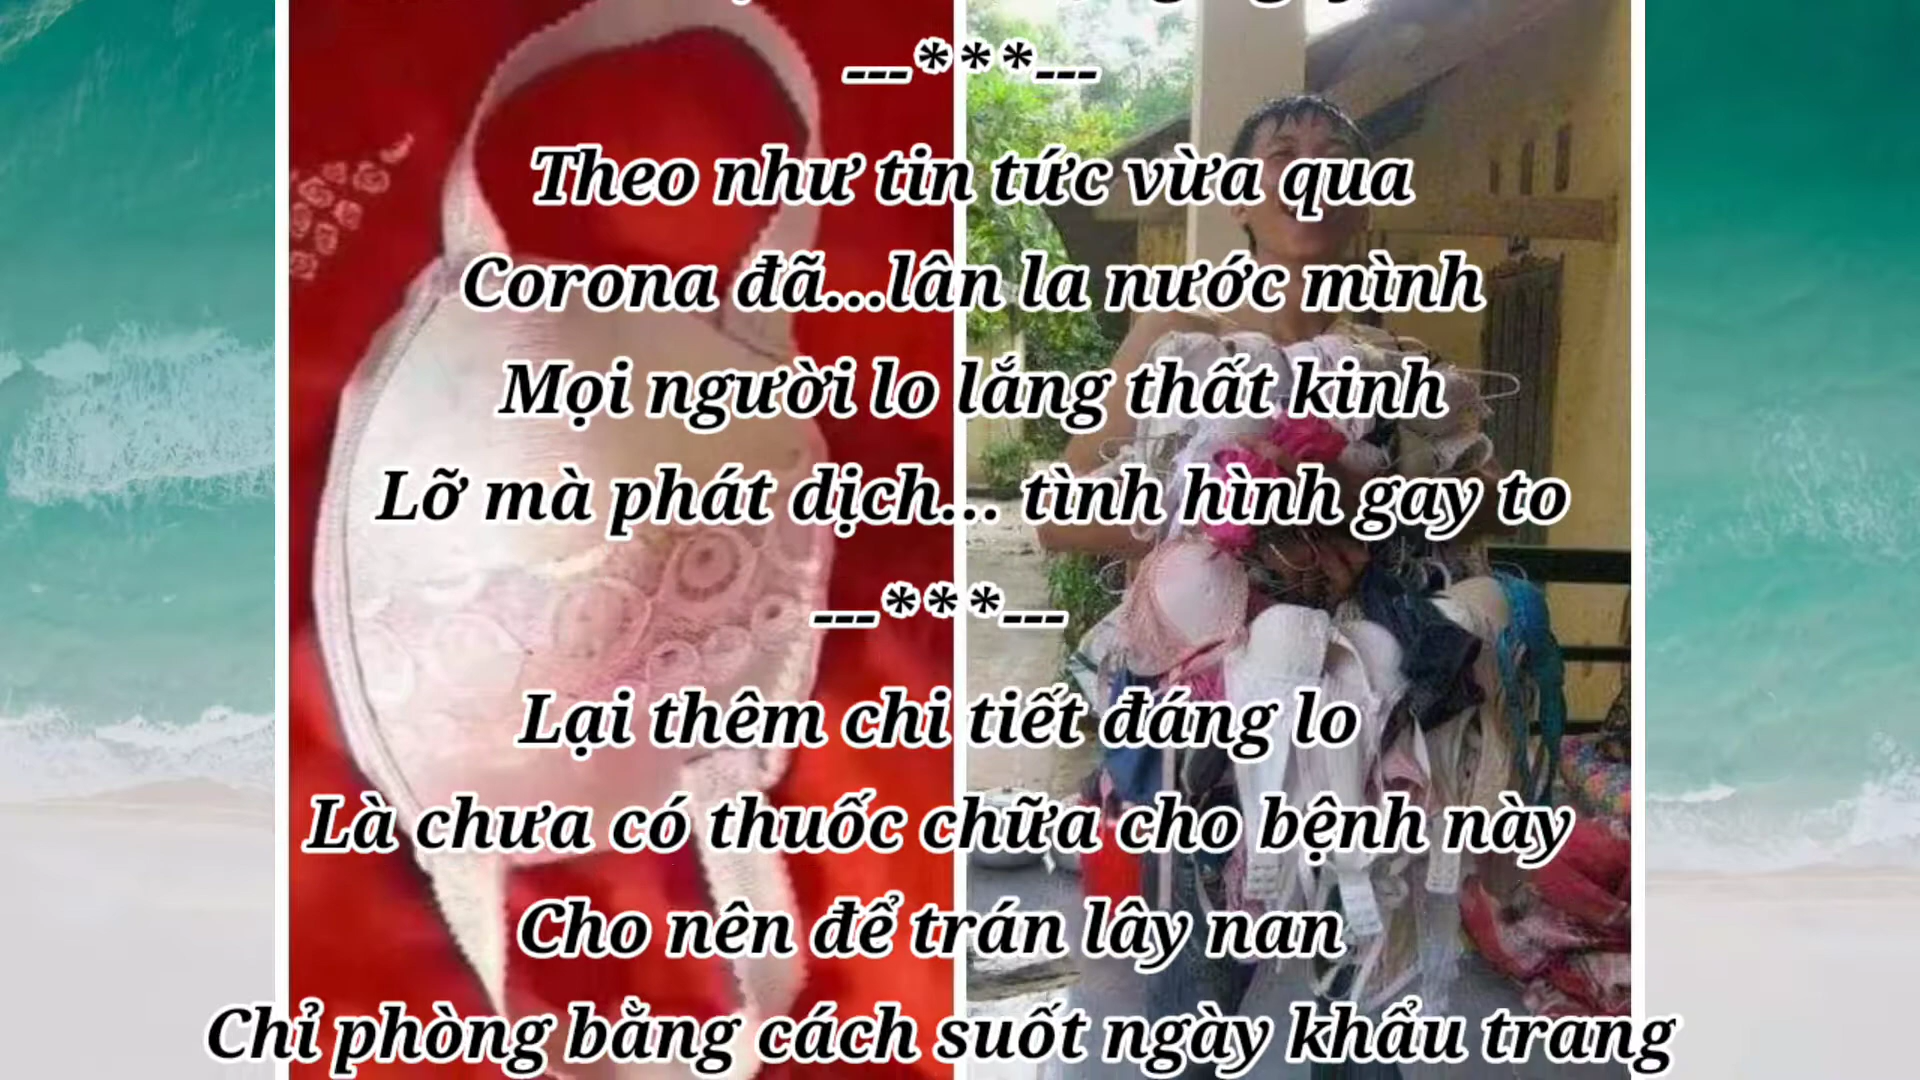 ---***---
Theo như tin tức vừa qua
Corona đã...lân la nước mình
Mọi người lo lắng thất kinh
Lỡ mà phát dịch... tình hình gay to
---***---
Lại thêm chi tiết đáng lo
Là chưa có thuốc chữa cho bệnh này
Cho nên để trán lây nan
Chỉ phòng bằng cách suốt ngày khẩu trang